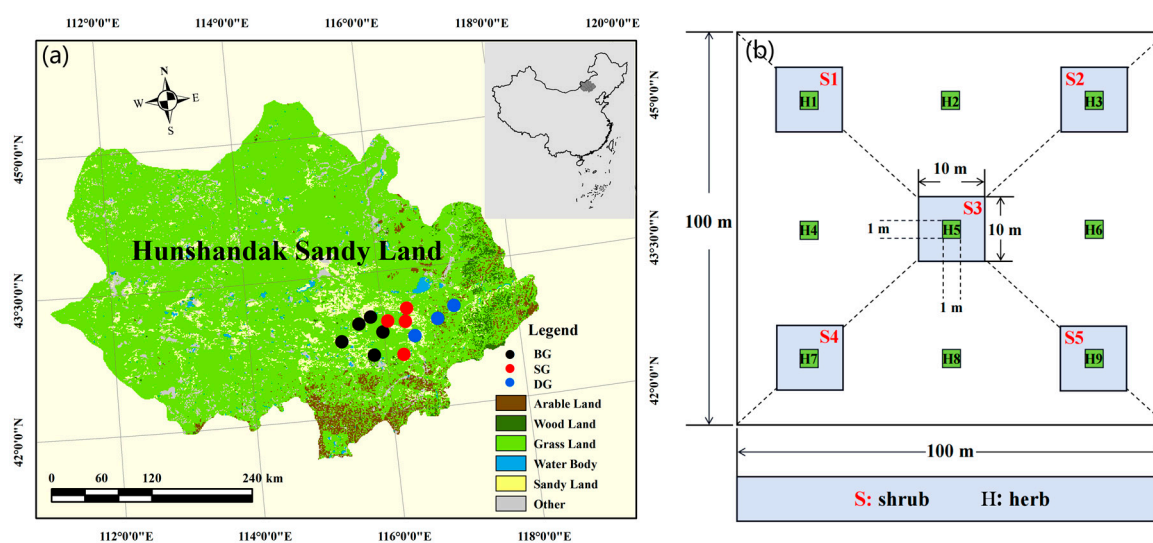 112°0'0"E 114°0'0"E 116°0'0"E 118°0'0"E 120°0'0"E
(a)
N
W E
S
45°0'0"N
43°30'0"N
42°0'0"N
45°0'0"N
43°30'0"N
42°0'0"N
Hunshandak Sandy Land
Legend
BG
SG
DG
Arable Land
Wood Land
Grass Land
Water Body
Sandy Land
Other
0 60 120 240 km
112°0'0"E 114°0'0"E 116°0'0"E 118°0'0"E
(b)
S1 S2
H1 H2 H3
10 m
S3
100 m
H4 1 m H5 10 m H6
1 m
S4 S5
H7 H8 H9
100 m
S: shrub H: herb